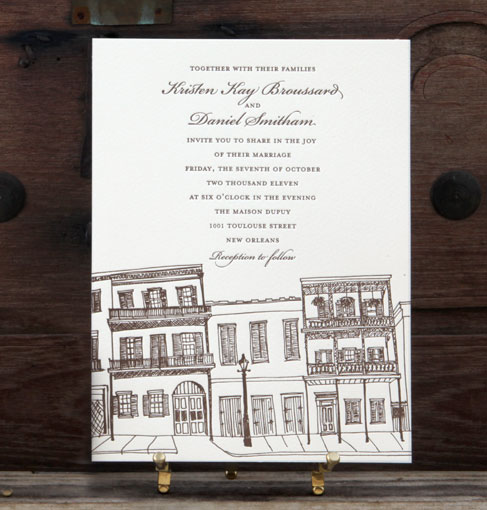 TOGETHER WITH THEIR FAMILIES
Kristen Kay Broussard
AND
Daniel Smitham
INVITE YOU TO SHARE IN THE JOY
OF THEIR MARRIAGE
FRIDAY, THE SEVENTH OF OCTOBER
TWO THOUSAND ELEVEN
AT SIX O'CLOCK IN THE EVENING
THE MAISON DUPUY
1001 TOULOUSE STREET
NEW ORLEANS
Reception to follow